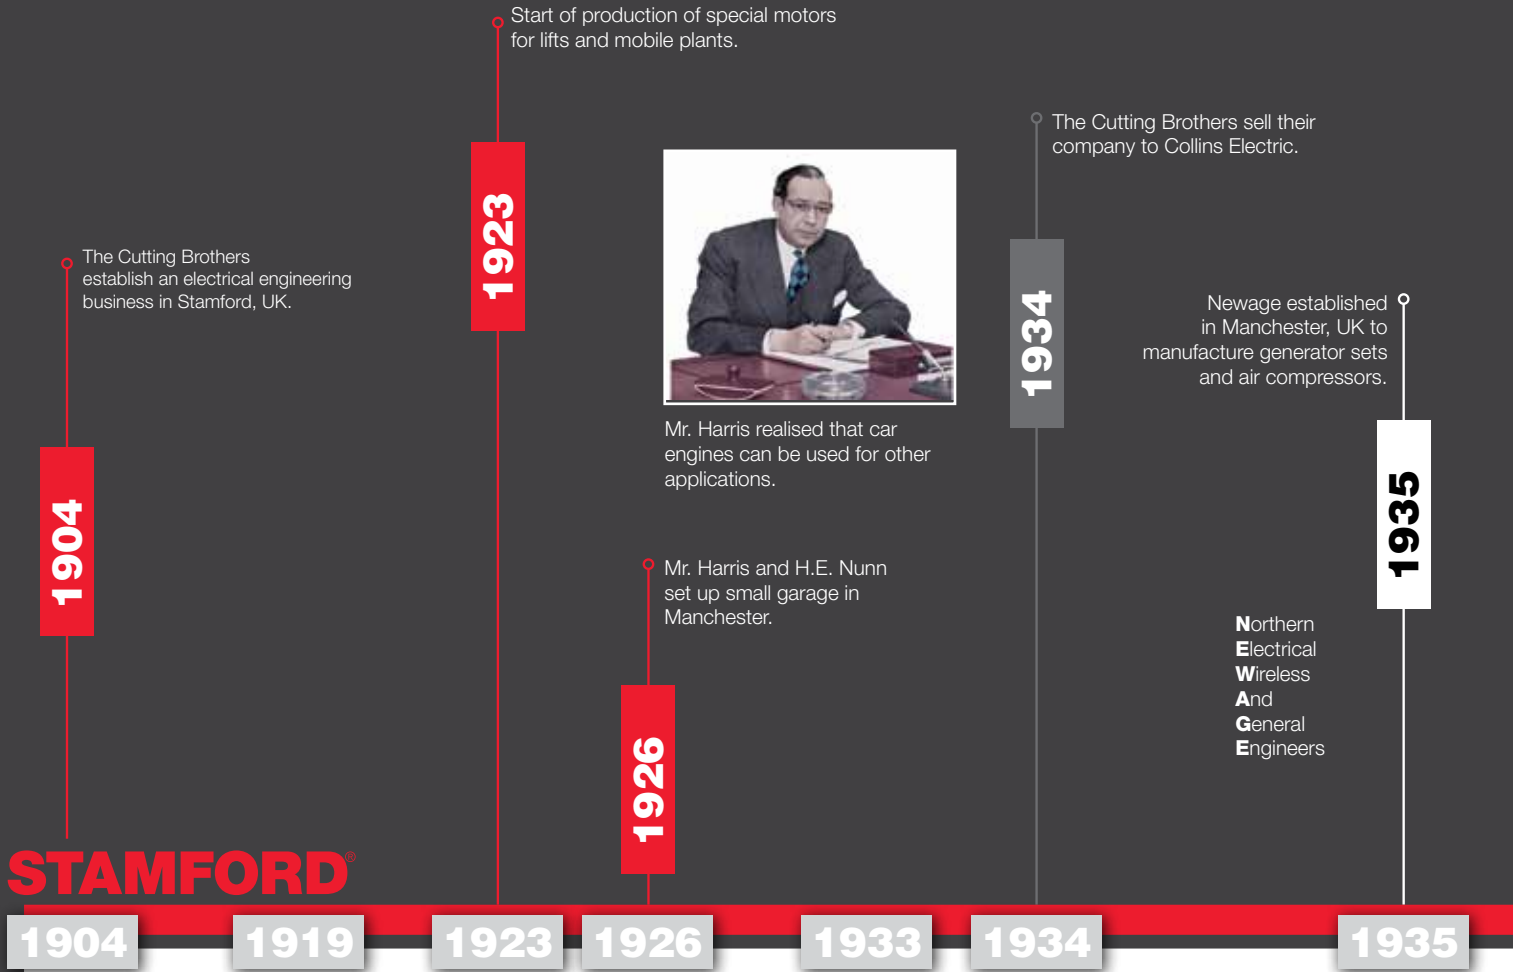 Start of production of special motors
for lifts and mobile plants.
1923
The Cutting Brothers sell their
company to Collins Electric.
1934
The Cutting Brothers
establish an electrical engineering
business in Stamford, UK.
1904
Newage established
in Manchester, UK to
manufacture generator sets
and air compressors.
1935
Mr. Harris realised that car
engines can be used for other
applications.
Mr. Harris and H.E. Nunn
set up small garage in
Manchester.
1926
Northern
Electrical
Wireless
And
General
Engineers
STAMFORD®
1904
1919
1923
1926
1933
1934
1935